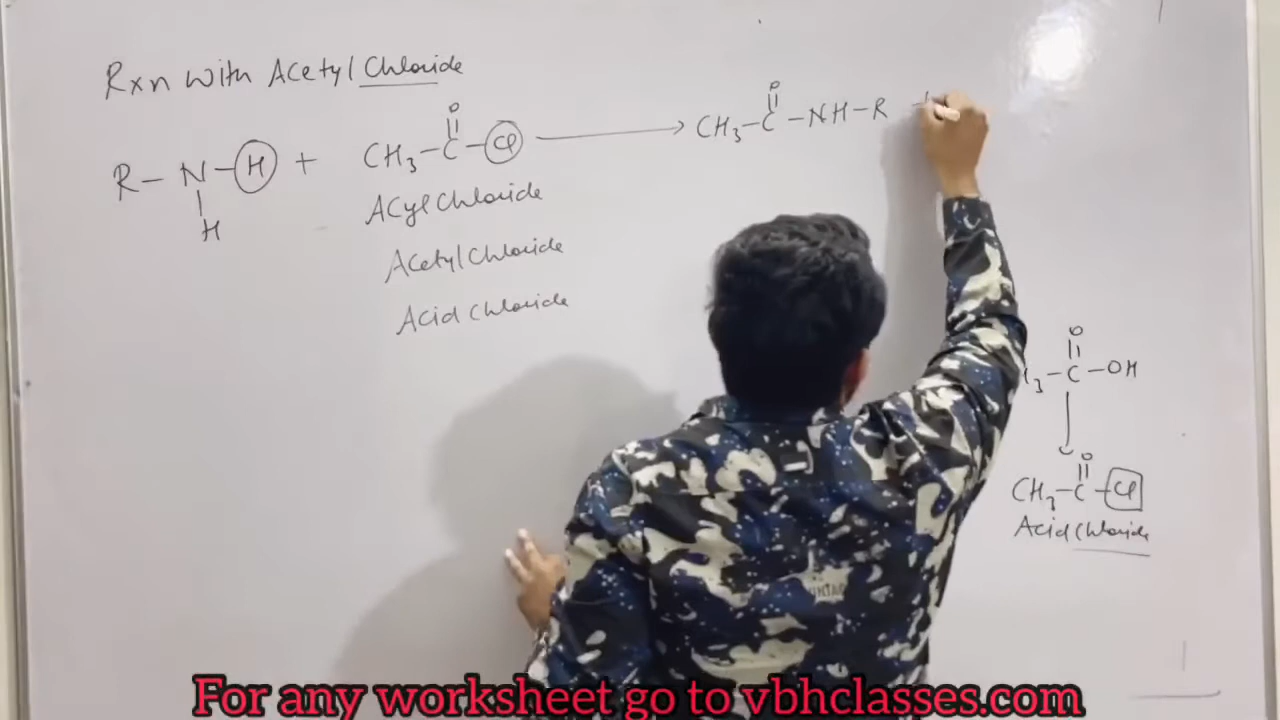 Rxn with Acetyl Chloride
R–N–H + CH3–C–Cl → CH3–C–NH–R +
O
O
H
Acyl Chloride
Acetyl Chloride
Acid Chloride
O
3–C–OH
O
CH3–C–Cl
Acid Chloride
For any worksheet go to vbhclasses.com